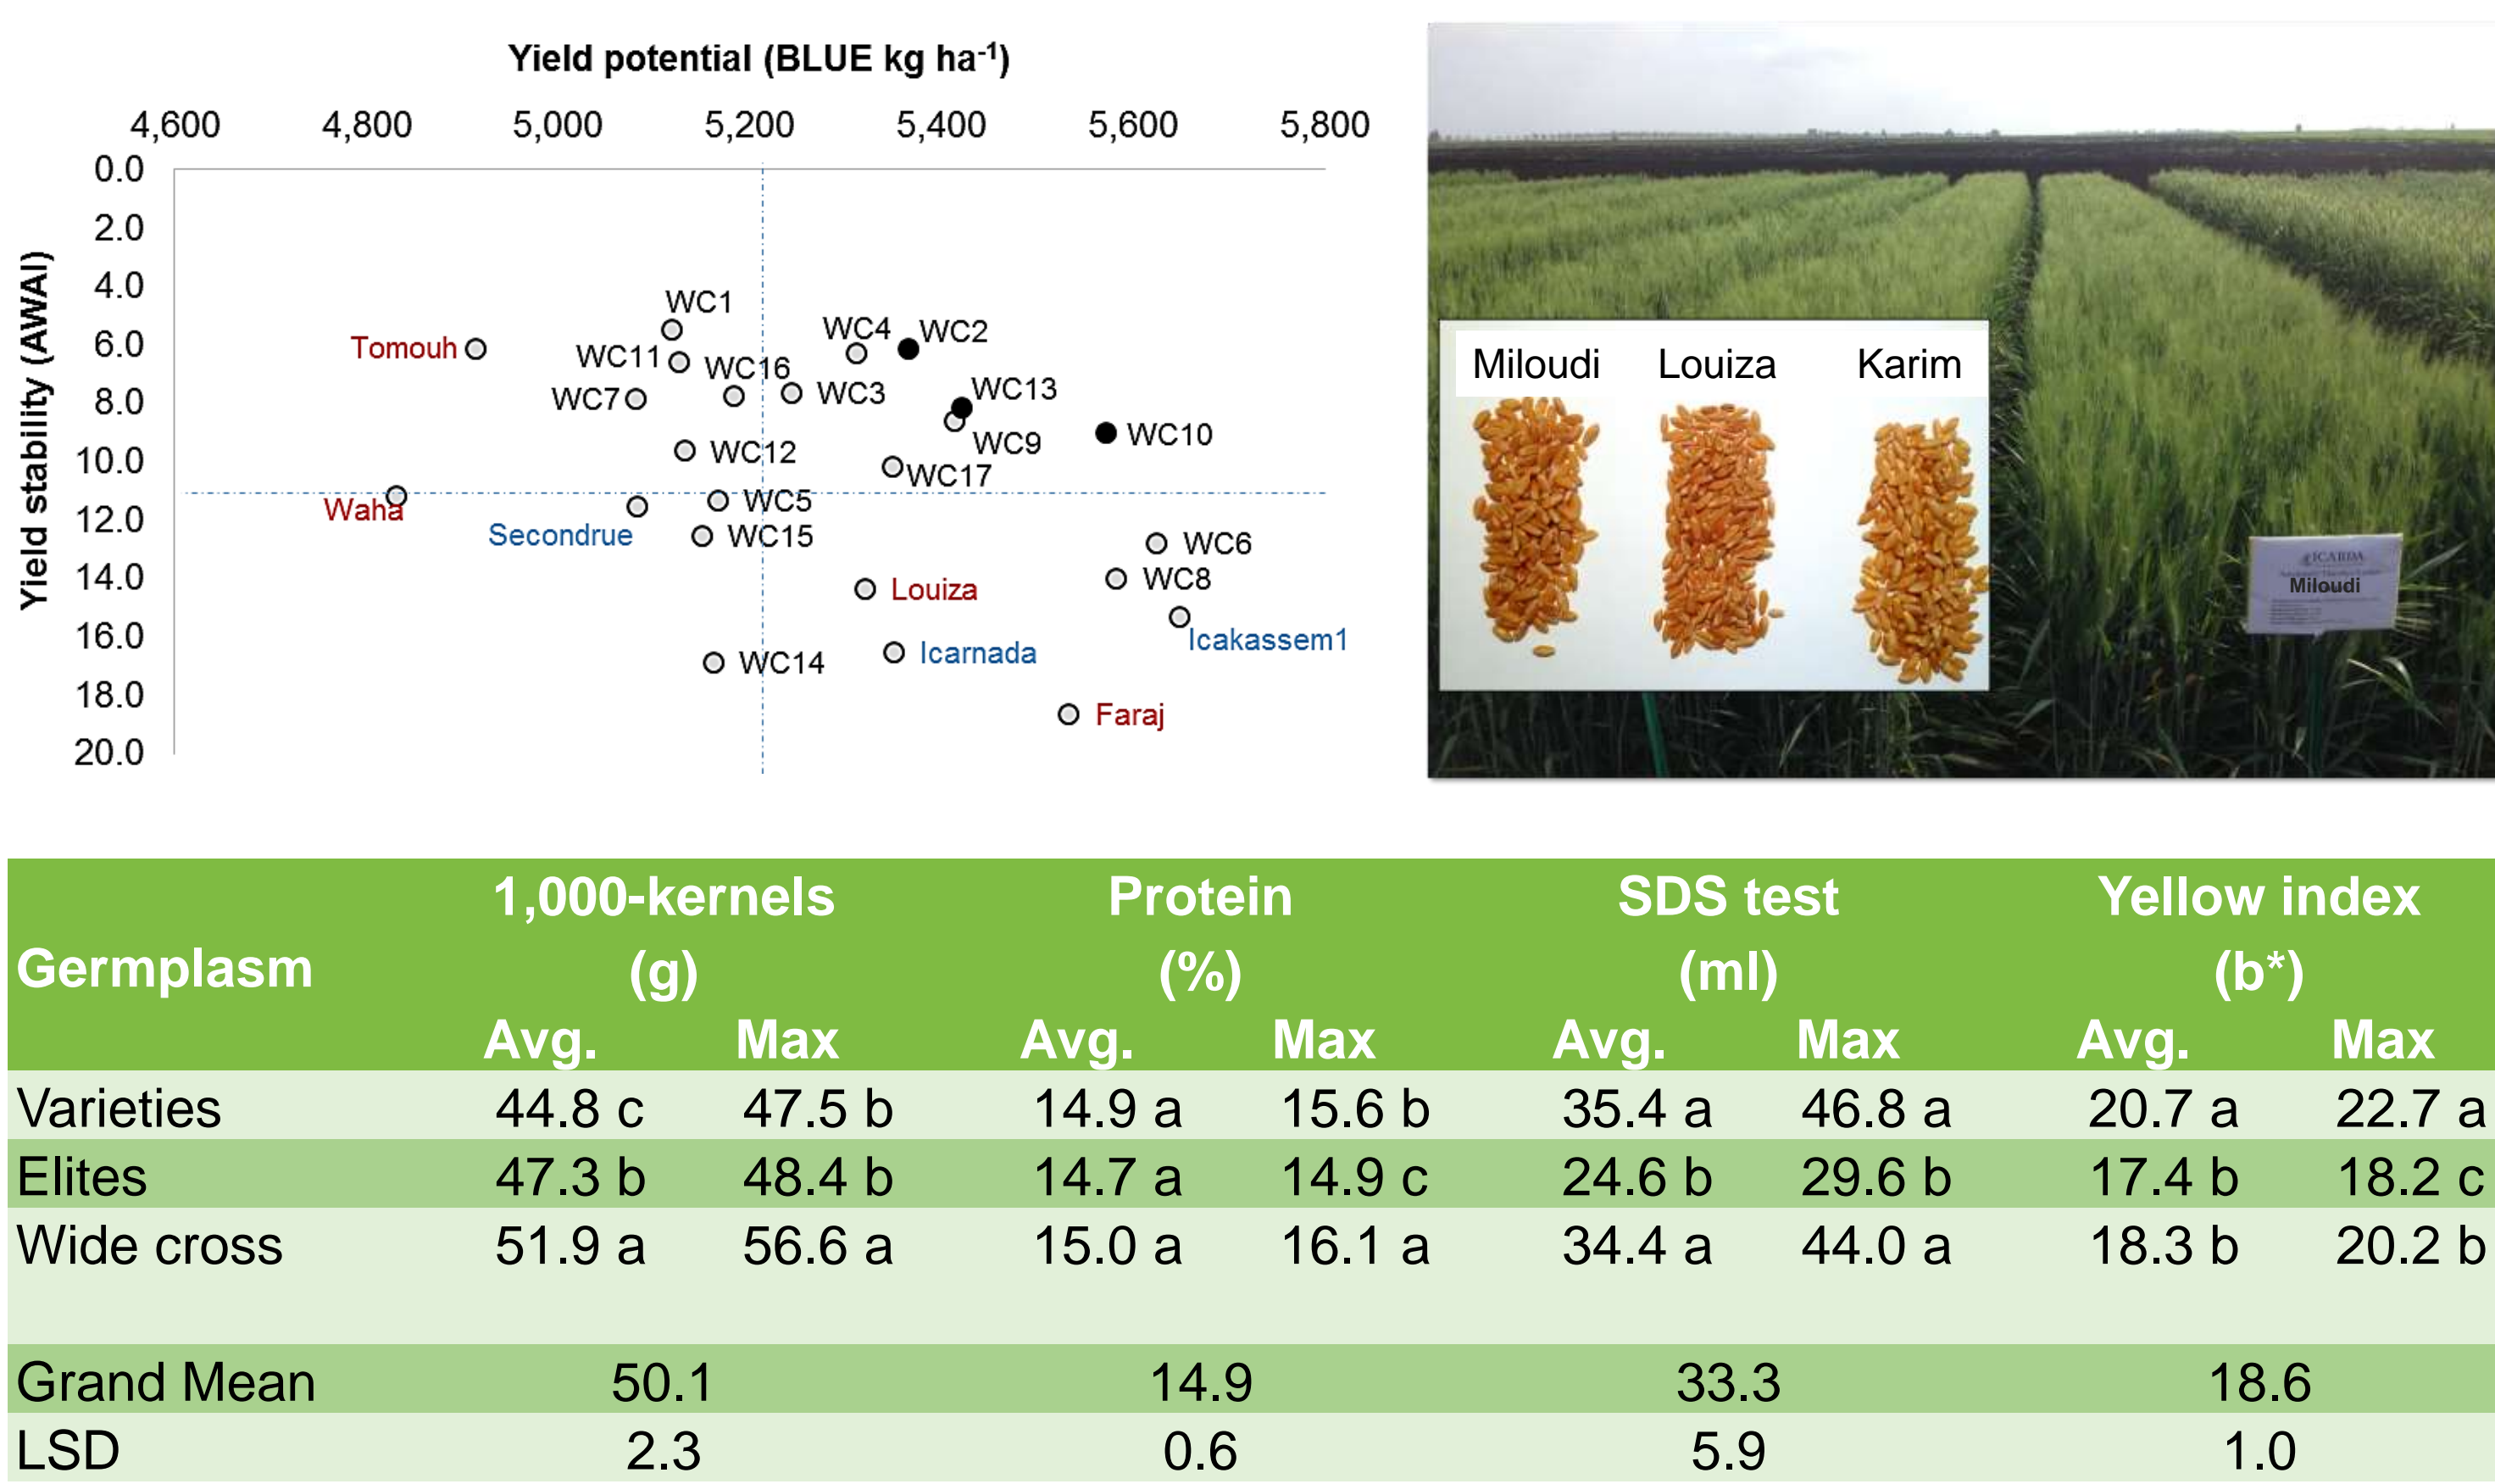 Yield potential (BLUE kg ha-1)
4,600 4,800 5,000 5,200 5,400 5,600 5,800
Yield stability (AWAI)
0.0
2.0
4.0
6.0
8.0
10.0
12.0
14.0
16.0
18.0
20.0
WC1
WC4
WC2
Tomouh
WC11
WC16
WC7
WC3
WC13
WC10
WC9
WC12
WC17
Waha
WC5
Secondrue
WC15
WC6
WC8
Louiza
Icakassem1
Icarnada
WC14
Faraj
Miloudi Louiza Karim
ICARDA
Miloudi
Germplasm 1,000-kernels (g) Protein (%) SDS test (ml) Yellow index (b*)
Avg. Max Avg. Max Avg. Max Avg. Max
Varieties 44.8 c 47.5 b 14.9 a 15.6 b 35.4 a 46.8 a 20.7 a 22.7 a
Elites 47.3 b 48.4 b 14.7 a 14.9 c 24.6 b 29.6 b 17.4 b 18.2 c
Wide cross 51.9 a 56.6 a 15.0 a 16.1 a 34.4 a 44.0 a 18.3 b 20.2 b
Grand Mean 50.1 14.9 33.3 18.6
LSD 2.3 0.6 5.9 1.0